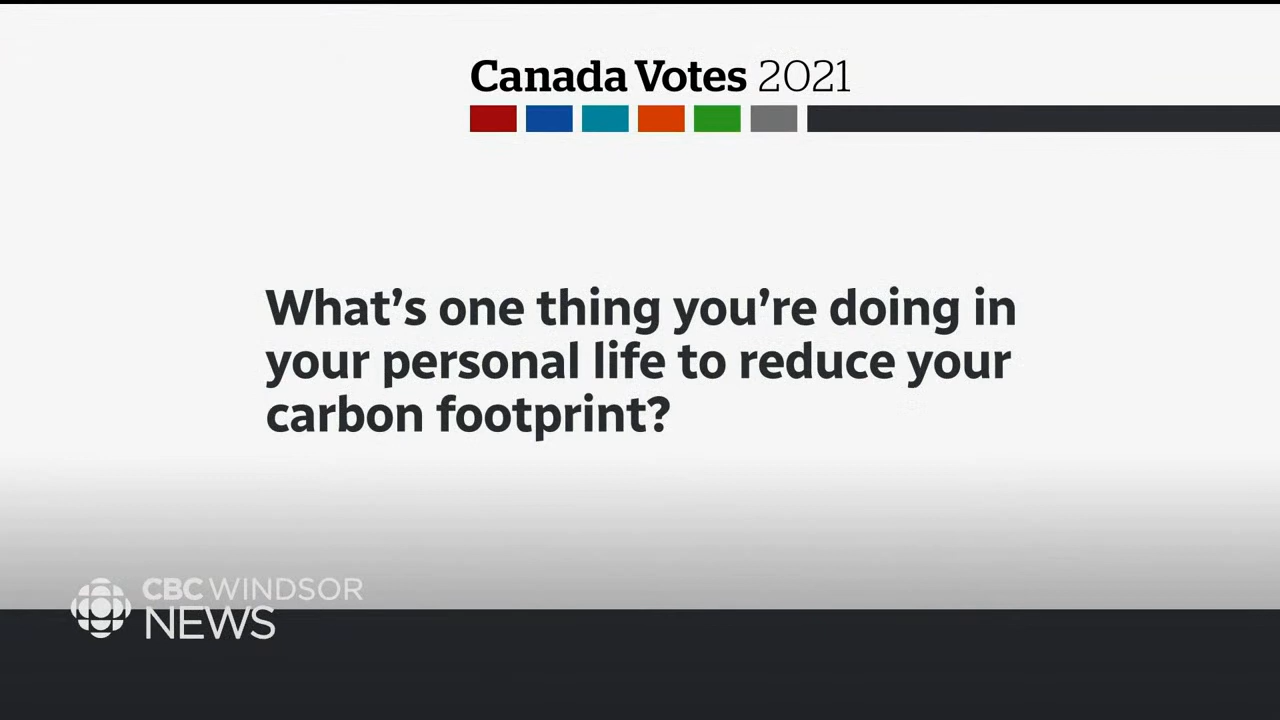 Canada Votes 2021
What’s one thing you’re doing in
your personal life to reduce your
carbon footprint?
CBC WINDSOR
NEWS